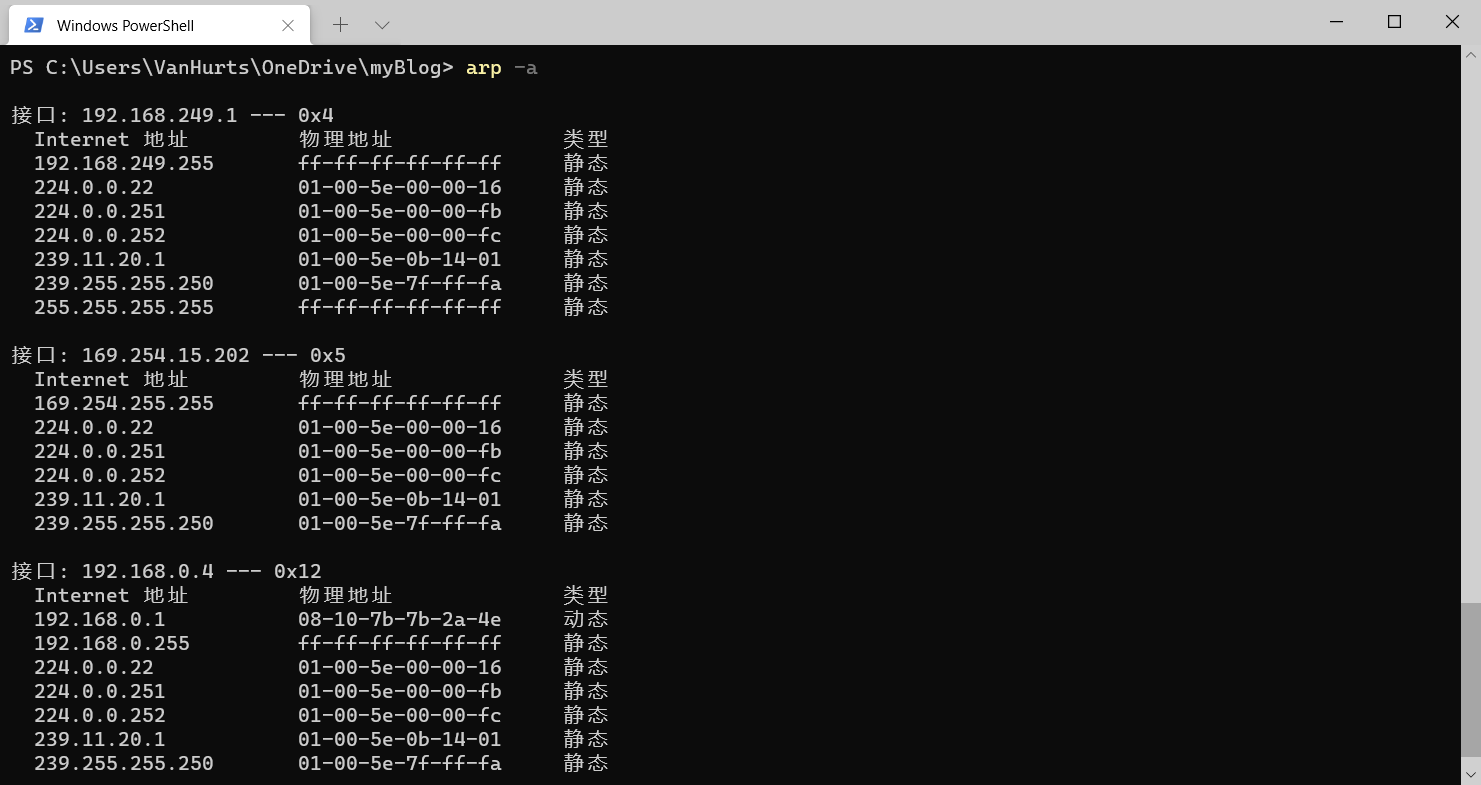 Windows PowerShell
PS C:\Users\VanHurts\OneDrive\myBlog> arp -a
接口: 192.168.249.1 --- 0x4
Internet 地址 物理地址 类型
192.168.249.255 ff-ff-ff-ff-ff-ff 静态
224.0.0.22 01-00-5e-00-00-16 静态
224.0.0.251 01-00-5e-00-00-fb 静态
224.0.0.252 01-00-5e-00-00-fc 静态
239.11.20.1 01-00-5e-0b-14-01 静态
239.255.255.250 01-00-5e-7f-ff-fa 静态
255.255.255.255 ff-ff-ff-ff-ff-ff 静态
接口: 169.254.15.202 --- 0x5
Internet 地址 物理地址 类型
169.254.255.255 ff-ff-ff-ff-ff-ff 静态
224.0.0.22 01-00-5e-00-00-16 静态
224.0.0.251 01-00-5e-00-00-fb 静态
224.0.0.252 01-00-5e-00-00-fc 静态
239.11.20.1 01-00-5e-0b-14-01 静态
239.255.255.250 01-00-5e-7f-ff-fa 静态
接口: 192.168.0.4 --- 0x12
Internet 地址 物理地址 类型
192.168.0.1 08-10-7b-7b-2a-4e 动态
192.168.0.255 ff-ff-ff-ff-ff-ff 静态
224.0.0.22 01-00-5e-00-00-16 静态
224.0.0.251 01-00-5e-00-00-fb 静态
224.0.0.252 01-00-5e-00-00-fc 静态
239.11.20.1 01-00-5e-0b-14-01 静态
239.255.255.250 01-00-5e-7f-ff-fa 静态